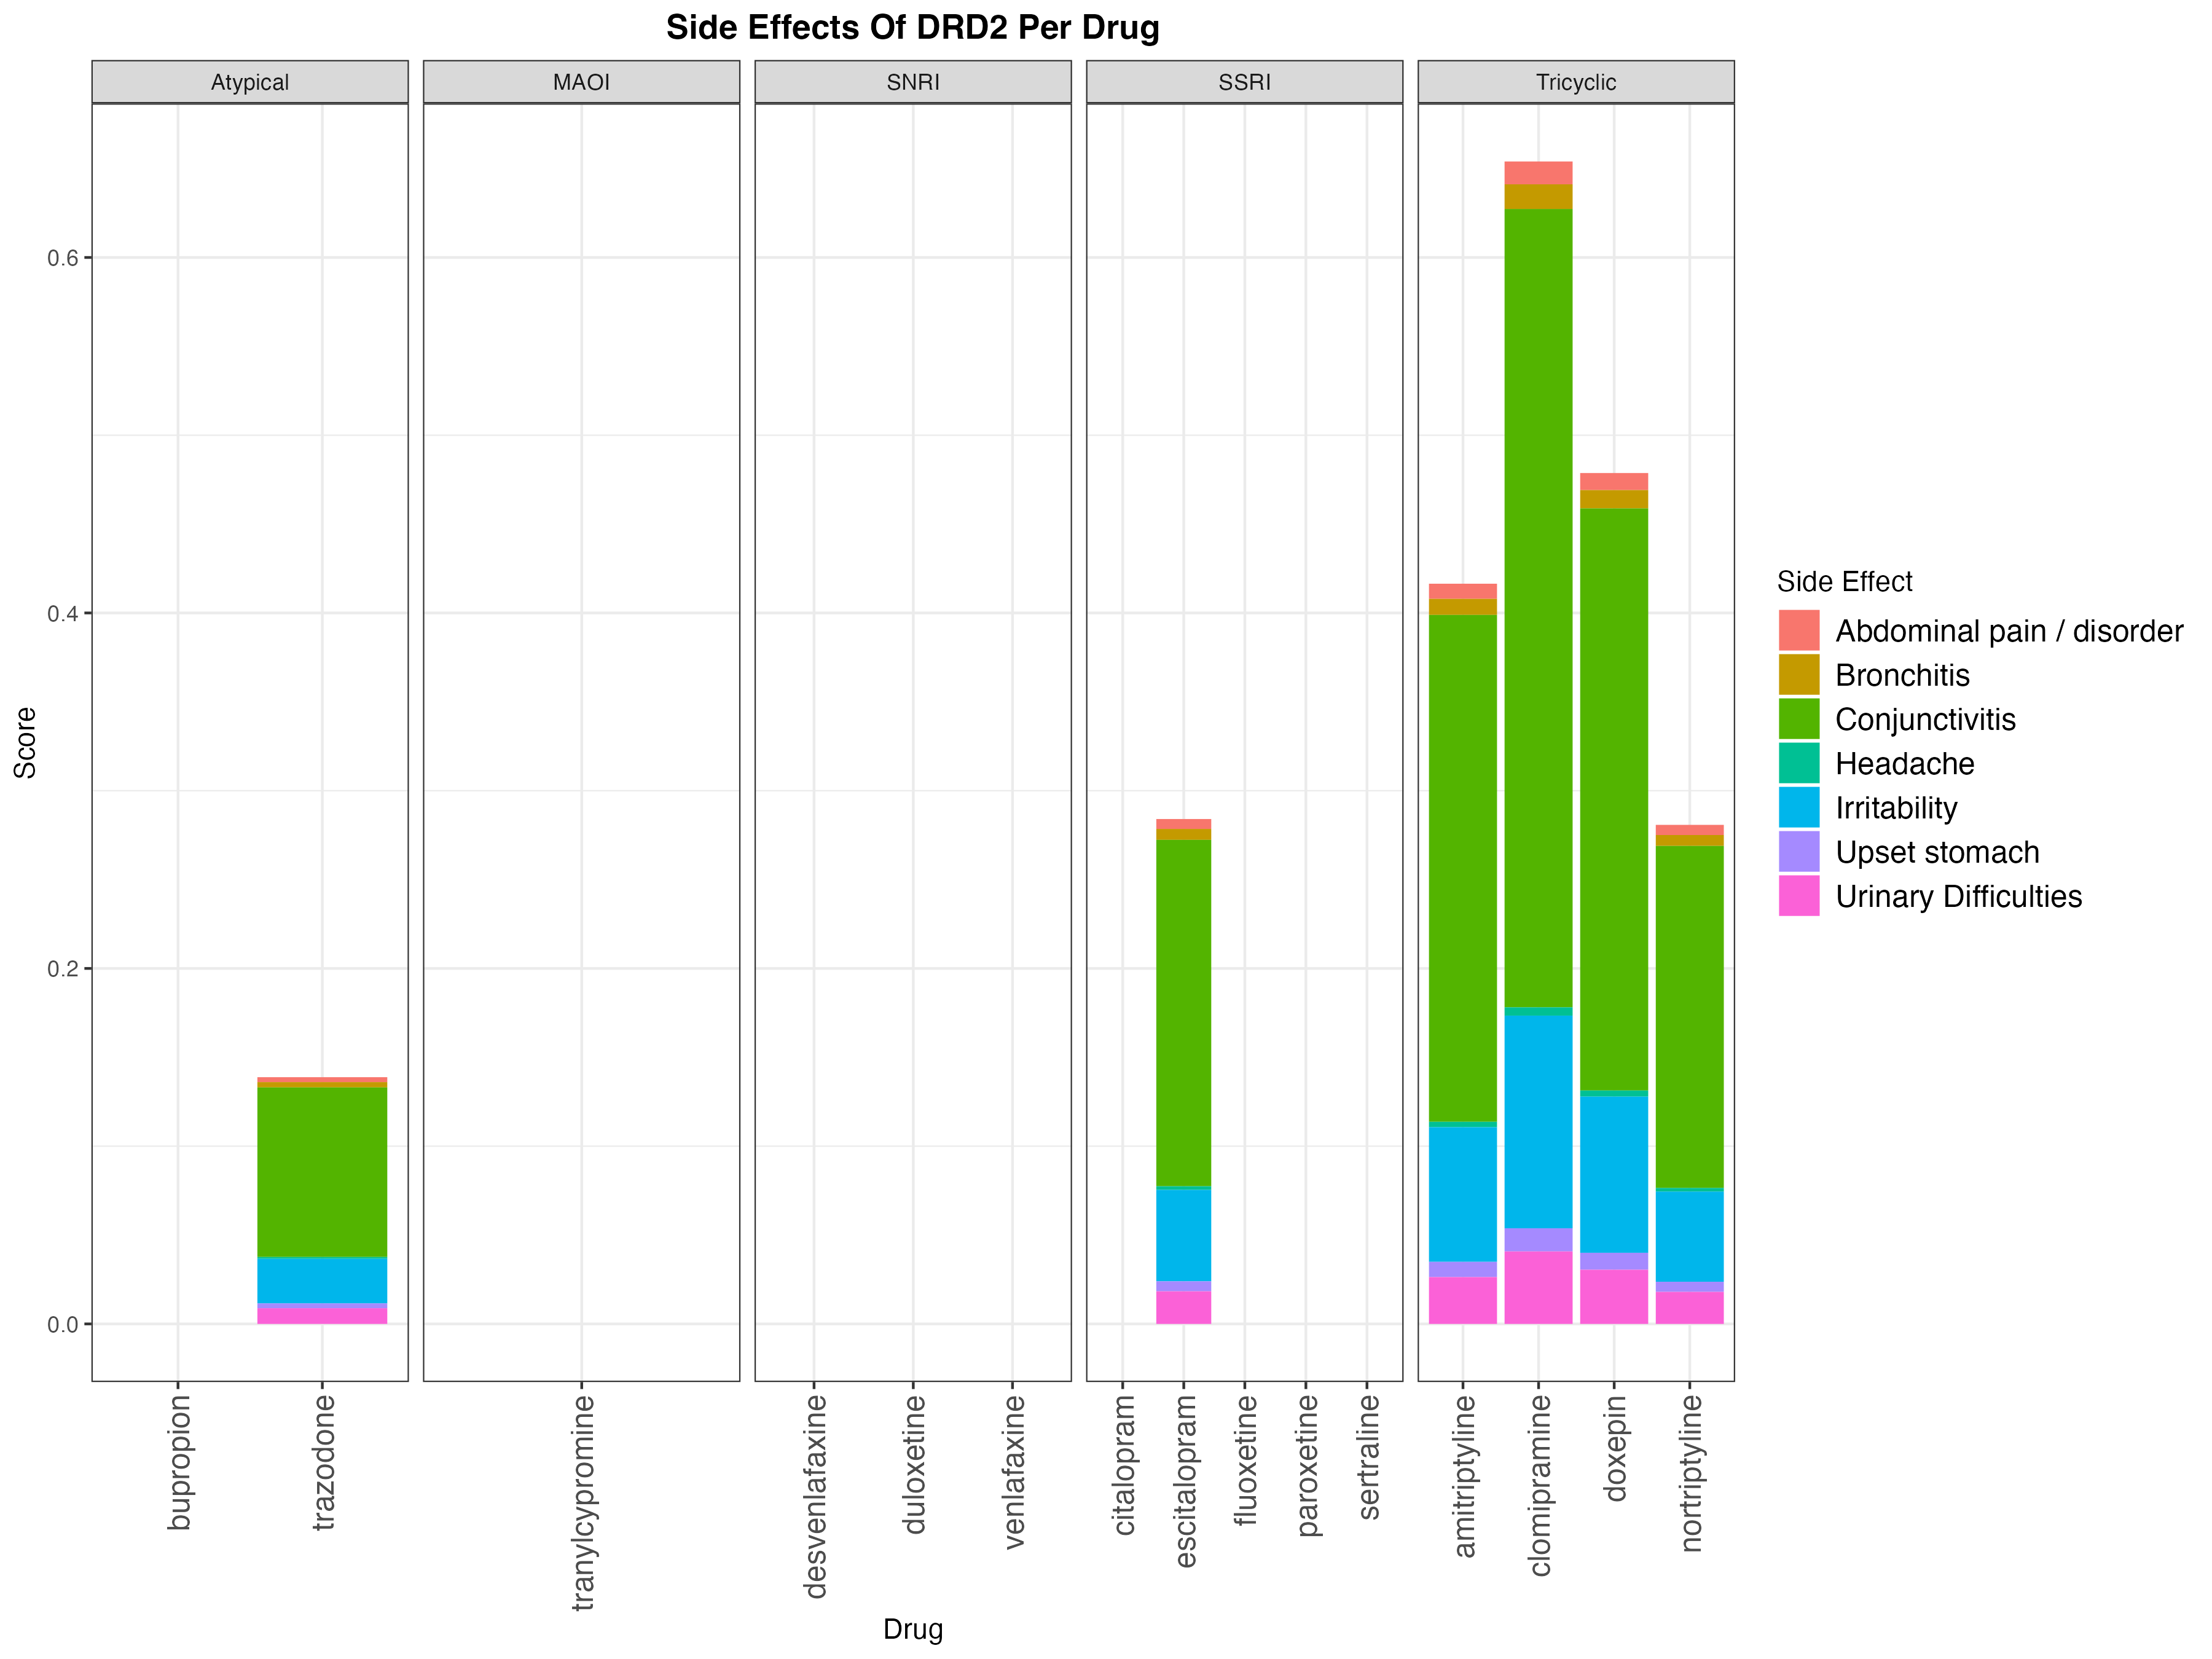 Side Effects Of DRD2 Per Drug
Atypical
MAOI
SNRI
SSRI
Tricyclic
0.6
0.4
0.2
0.0
Score
bupropion
trazodone
tranylcypromine
desvenlafaxine
duloxetine
venlafaxine
citalopram
escitalopram
fluoxetine
paroxetine
sertraline
amitriptyline
clomipramine
doxepin
nortriptyline
Drug
Side Effect
Abdominal pain / disorder
Bronchitis
Conjunctivitis
Headache
Irritability
Upset stomach
Urinary Difficulties